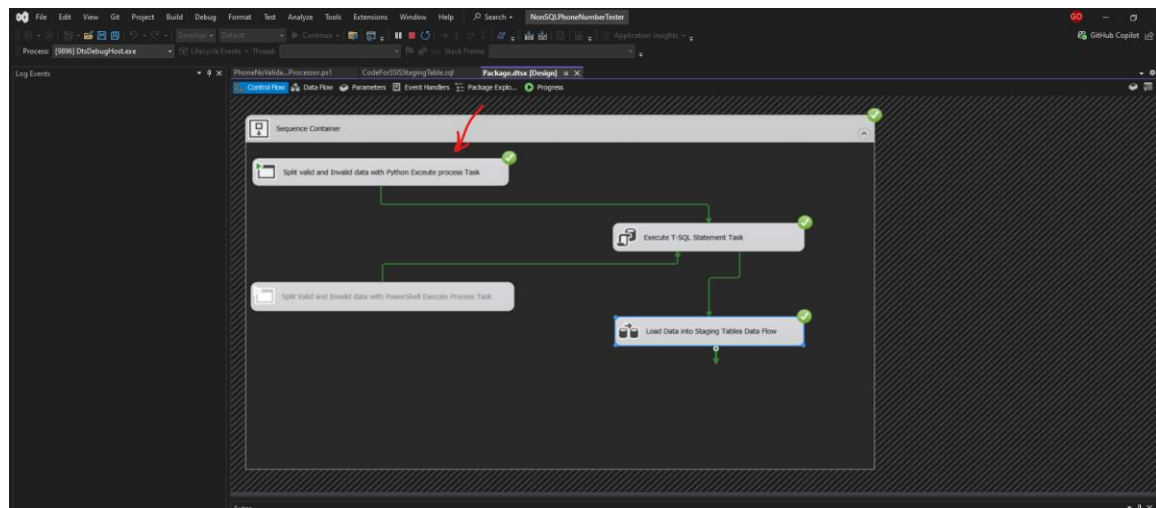 File Edit View Git Project Build Debug Format Test Analyze Tools Extensions Window Help Search NonSQLPhoneNumberTester GO
Develop Default Continue Application Insights GitHub Copilot
Process: [9896] DtsDebugHost.exe Lifecycle Events Thread: Stack Frame:
Log Events PhoneNoValida...Processor.ps1 CodeForSSISStagingTable.sql Package.dtsx [Design]
Control Flow Data Flow Parameters Event Handlers Package Explo... Progress
Sequence Container
Split valid and Invalid data with Python Exceute process Task
Execute T-SQL Statement Task
Split Valid and Invalid data with PowerShell Execute Process Task
Load Data into Staging Tables Data Flow